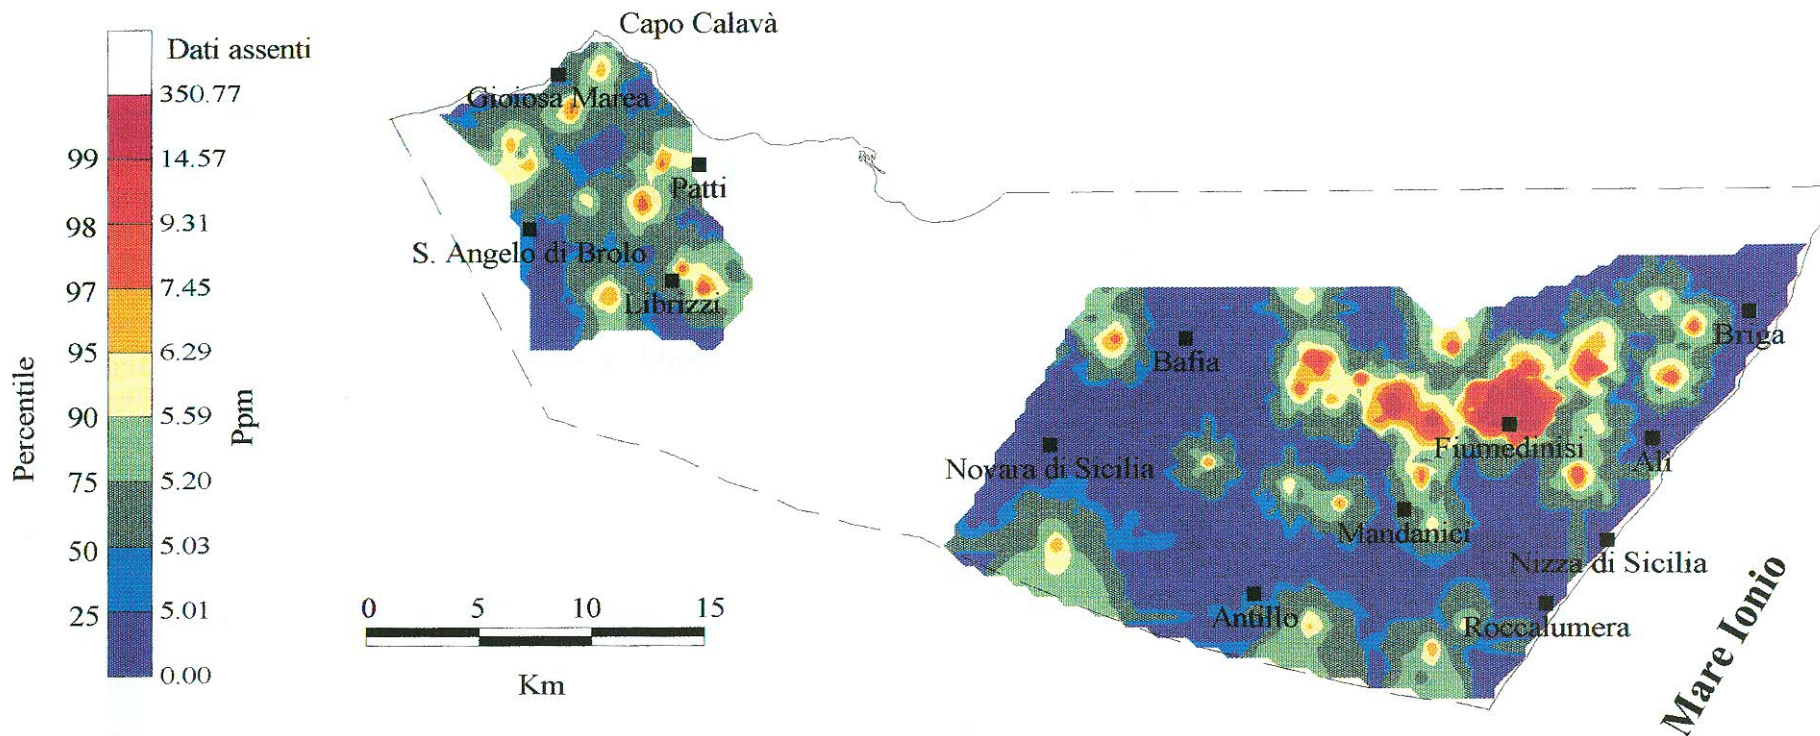 Capo Calavà
Dati assenti
350.77
99 14.57
98 9.31
97 7.45
95 6.29
90 5.59
75 5.20
50 5.03
25 5.01
0.00
Percentile
Ppm
Gioiosa Marea
Patti
S. Angelo di Brolo
Librizzi
Briga
Bafia
Fiumedinisi
Alì
Novara di Sicilia
Mandanici
Nizza di Sicilia
Antillo
Roccalumera
0 5 10 15
Km
Mare Ionio